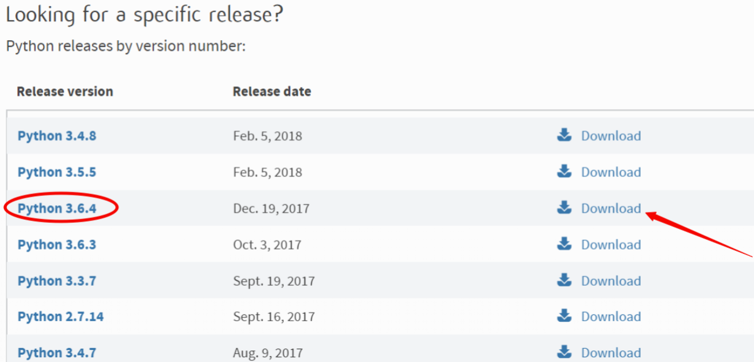 Looking for a specific release?
Python releases by version number:
Release version Release date
Python 3.4.8 Feb. 5, 2018 Download
Python 3.5.5 Feb. 5, 2018 Download
Python 3.6.4 Dec. 19, 2017 Download
Python 3.6.3 Oct. 3, 2017 Download
Python 3.3.7 Sept. 19, 2017 Download
Python 2.7.14 Sept. 16, 2017 Download
Python 3.4.7 Aug. 9, 2017 Download